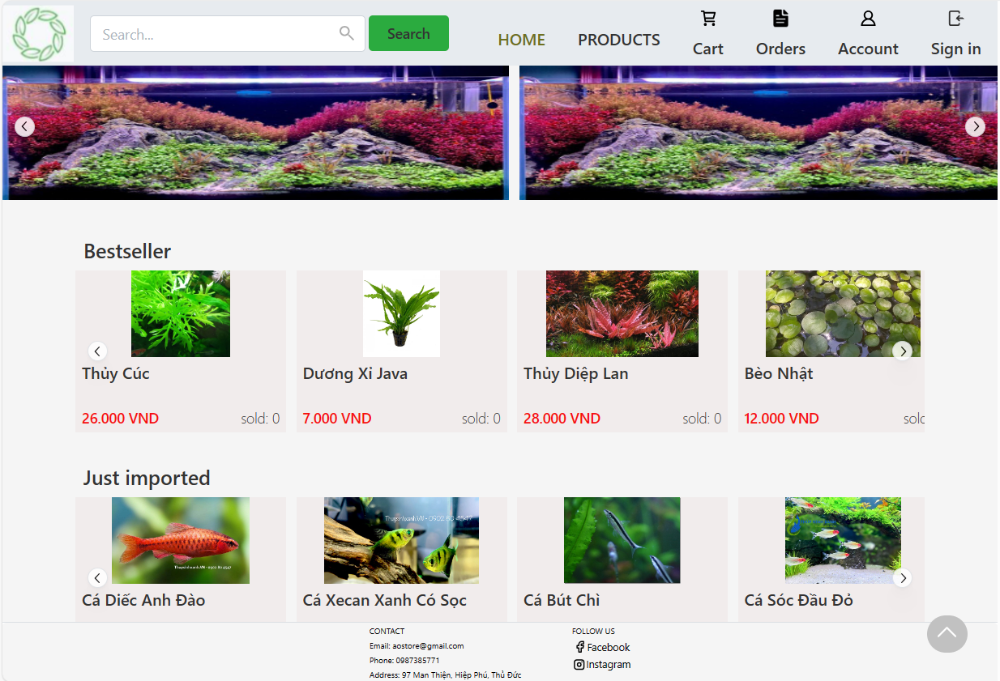 Search...
Search
HOME
PRODUCTS
Cart
Orders
Account
Sign in
Bestseller
Thủy Cúc
Dương Xỉ Java
Thủy Diệp Lan
Bèo Nhật
26.000 VND
sold: 0
7.000 VND
sold: 0
28.000 VND
sold: 0
12.000 VND
solc
Just imported
Thuysinhxanh.VN - 0902 80 4547
Thuysinhxanh.VN - 0902 80 4547
Cá Diếc Anh Đào
Cá Xecan Xanh Có Sọc
Cá Bút Chì
Cá Sóc Đầu Đỏ
CONTACT
Email: aostore@gmail.com
Phone: 0987385771
Address: 97 Man Thiện, Hiệp Phú, Thủ Đức
FOLLOW US
Facebook
Instagram